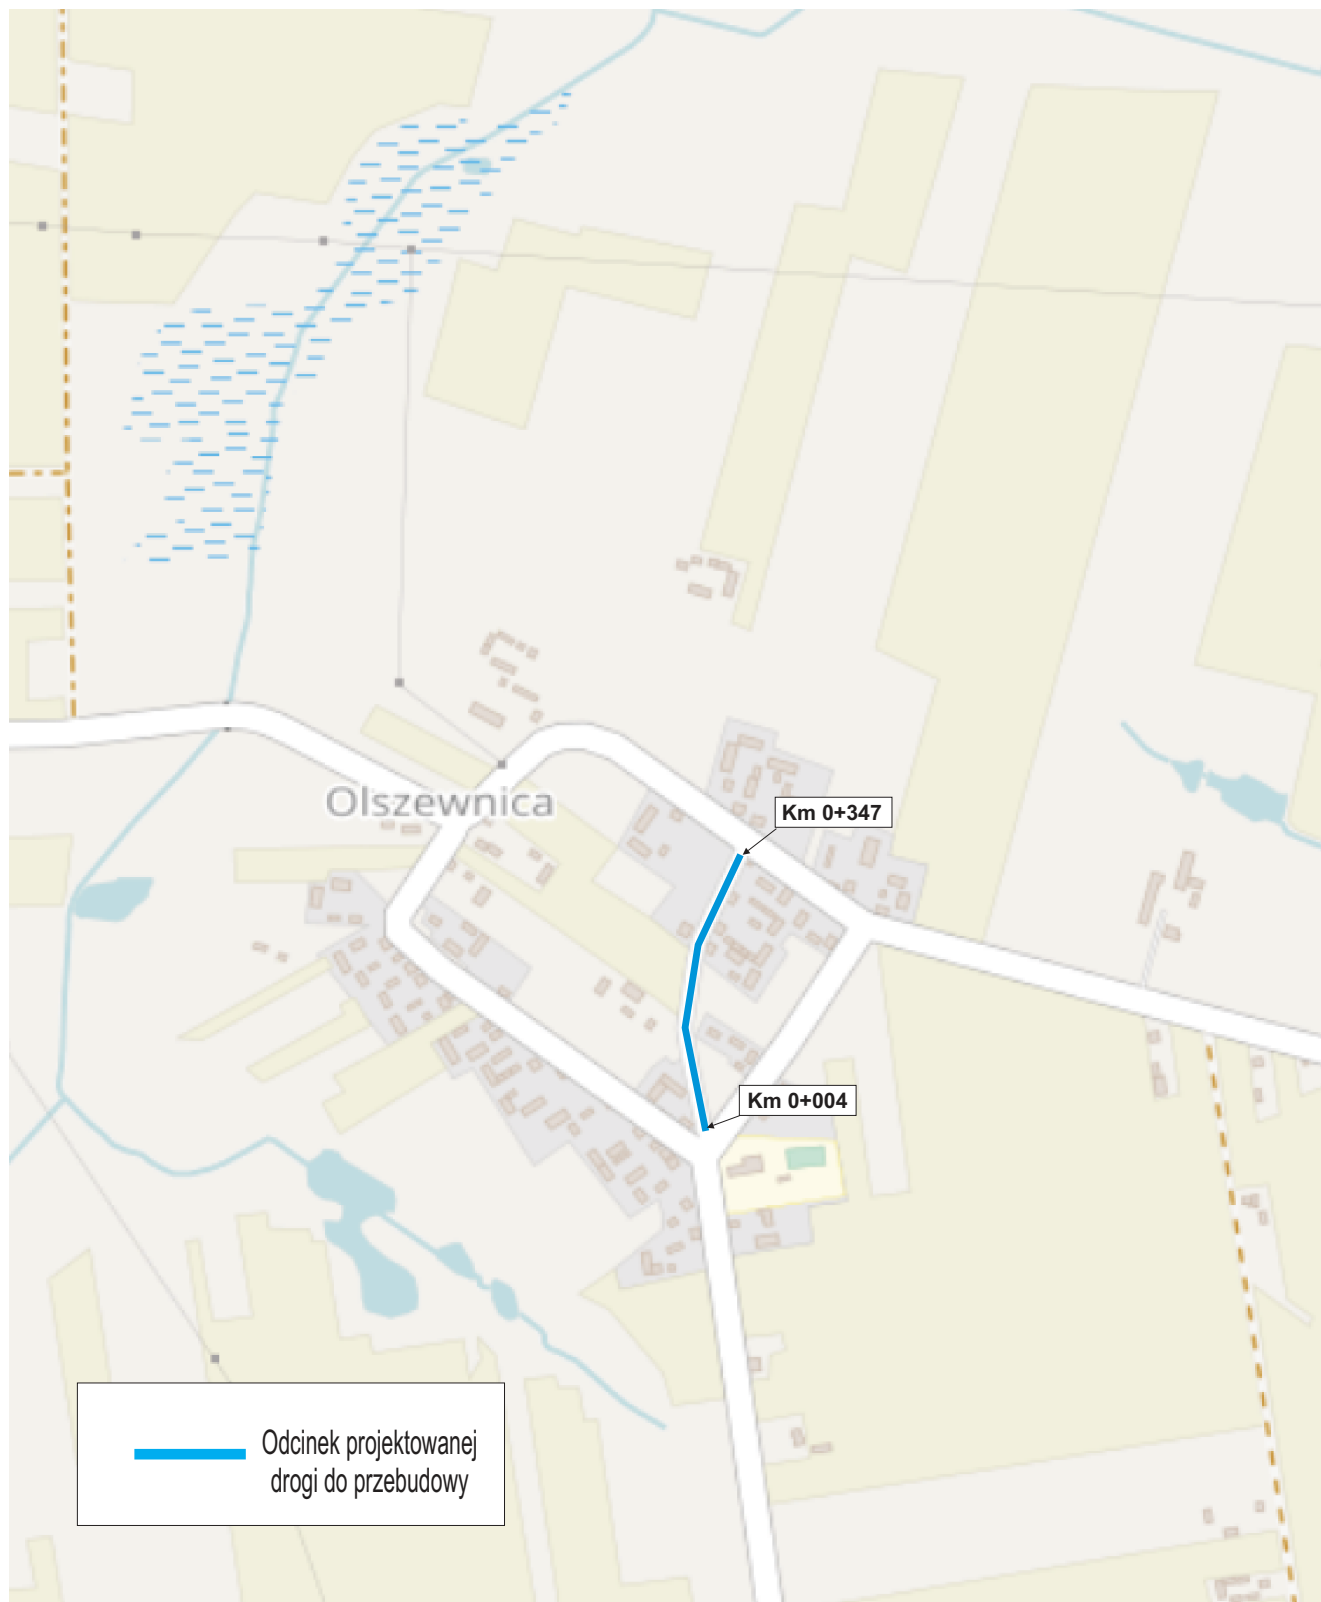 Olszewnica
Km 0+347
Km 0+004
Odcinek projektowanej
drogi do przebudowy